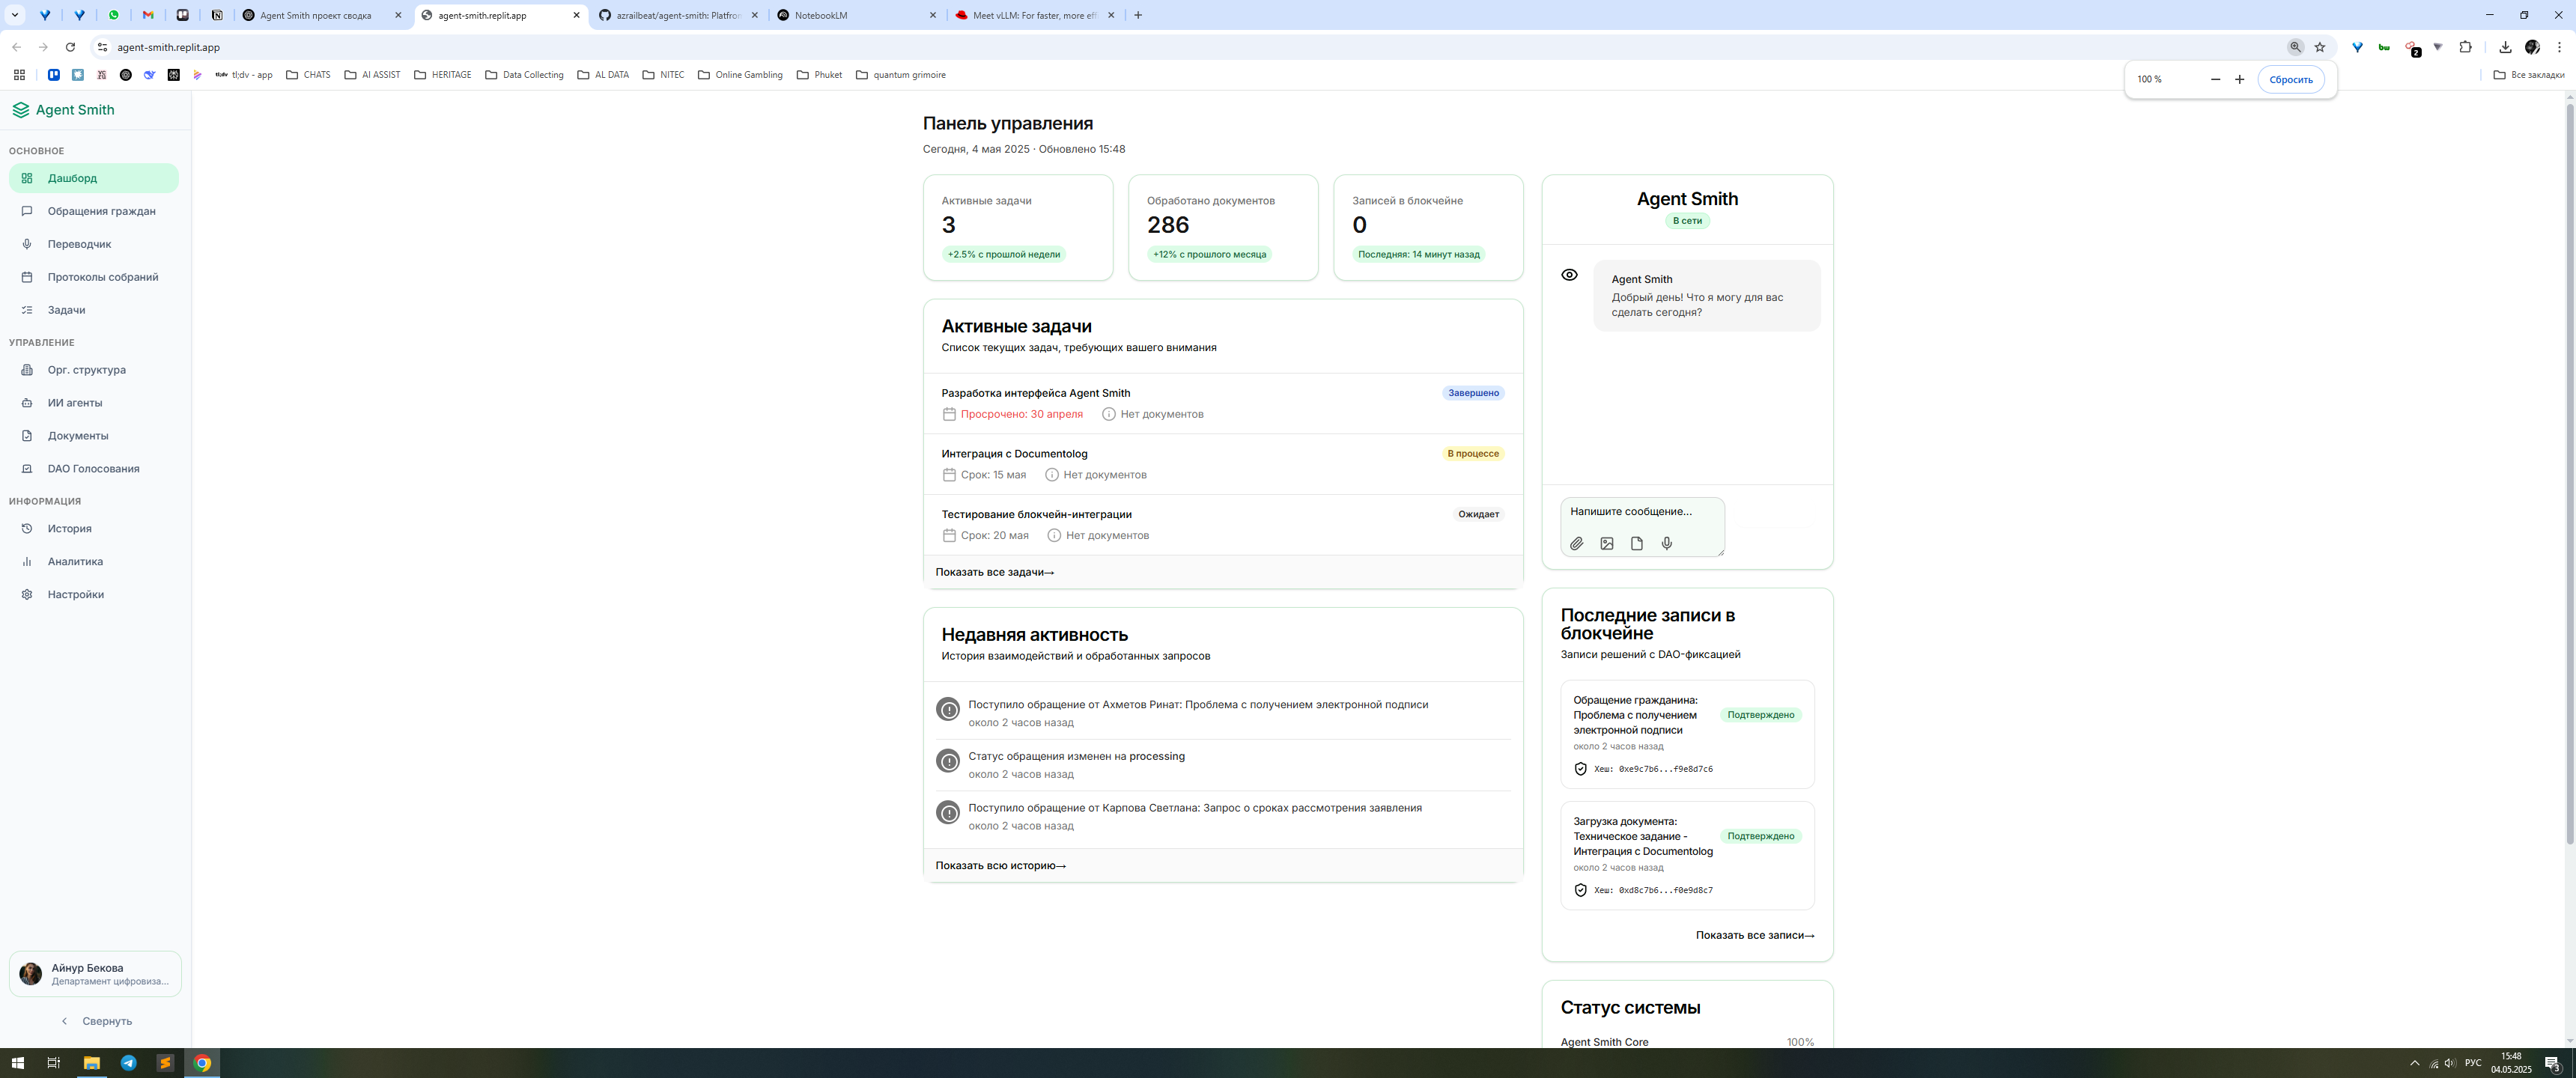 Agent Smith проект сводка
agent-smith.replit.app
azrailbeat/agent-smith: Platfro
NotebookLM
Meet vLLM: For faster, more eff
agent-smith.replit.app
tl;dv - app
CHATS
AI ASSIST
HERITAGE
Data Collecting
AL DATA
NITEC
Online Gambling
Phuket
quantum grimoire
Все закладки
100 %
Сбросить
Agent Smith
ОСНОВНОЕ
Дашборд
Обращения граждан
Переводчик
Протоколы собраний
Задачи
УПРАВЛЕНИЕ
Орг. структура
ИИ агенты
Документы
DAO Голосования
ИНФОРМАЦИЯ
История
Аналитика
Настройки
Айнур Бекова
Департамент цифровиза...
Свернуть
Панель управления
Сегодня, 4 мая 2025 · Обновлено 15:48
Активные задачи
3
+2.5% с прошлой недели
Обработано документов
286
+12% с прошлого месяца
Записей в блокчейне
0
Последняя: 14 минут назад
Активные задачи
Список текущих задач, требующих вашего внимания
Разработка интерфейса Agent Smith
Завершено
Просрочено: 30 апреля
Нет документов
Интеграция с Documentolog
В процессе
Срок: 15 мая
Нет документов
Тестирование блокчейн-интеграции
Ожидает
Срок: 20 мая
Нет документов
Показать все задачи→
Недавняя активность
История взаимодействий и обработанных запросов
Поступило обращение от Ахметов Ринат: Проблема с получением электронной подписи
около 2 часов назад
Статус обращения изменен на processing
около 2 часов назад
Поступило обращение от Карпова Светлана: Запрос о сроках рассмотрения заявления
около 2 часов назад
Показать всю историю→
Agent Smith
В сети
Agent Smith
Добрый день! Что я могу для вас
сделать сегодня?
Напишите сообщение...
Последние записи в
блокчейне
Записи решений с DAO-фиксацией
Обращение гражданина:
Проблема с получением
электронной подписи
Подтверждено
около 2 часов назад
Хеш: 0xe9c7b6...f9e8d7c6
Загрузка документа:
Техническое задание -
Интеграция с Documentolog
Подтверждено
около 2 часов назад
Хеш: 0xd8c7b6...f0e9d8c7
Показать все записи→
Статус системы
Agent Smith Core
100%
РУС
15:48
04.05.2025
3